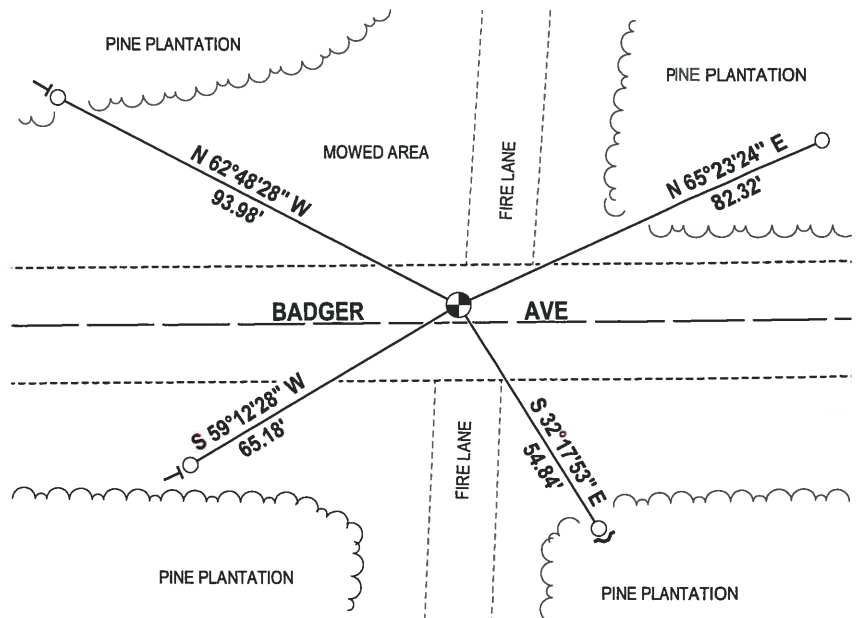 PINE PLANTATION
PINE PLANTATION
MOWED AREA
FIRE LANE
N 62°48'28" W
93.98'
N 65°23'24" E
82.32'
BADGER AVE
S 59°12'28" W
65.18'
S 32°17'53" E
54.84'
FIRE LANE
PINE PLANTATION
PINE PLANTATION